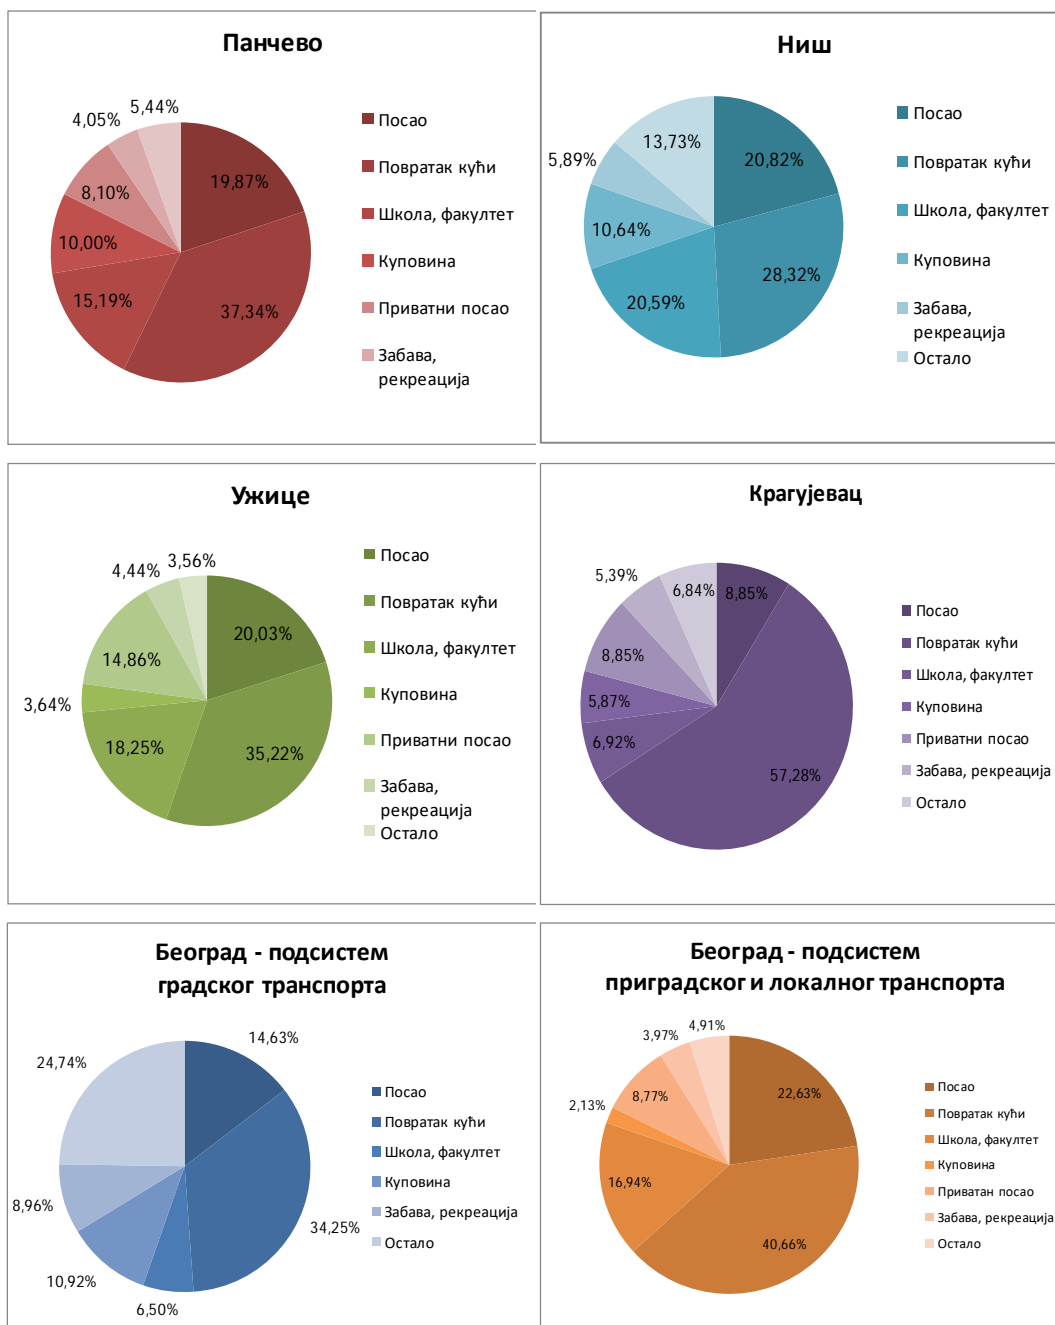 Панчево
5,44%
4,05%
19,87%
8,10%
10,00%
15,19%
37,34%
Посао
Повратак кући
Школа, факултет
Куповина
Приватни посао
Забава,
рекреација
Ниш
13,73%
20,82%
5,89%
10,64%
28,32%
20,59%
Посао
Повратак кући
Школа, факултет
Куповина
Забава,
рекреација
Остало
Ужице
3,56%
4,44%
20,03%
14,86%
3,64%
18,25%
35,22%
Посао
Повратак кући
Школа, факултет
Куповина
Приватни посао
Забава,
рекреација
Остало
Крагујевац
5,39%
6,84%
8,85%
8,85%
5,87%
6,92%
57,28%
Посао
Повратак кући
Школа, факултет
Куповина
Приватни посао
Забава, рекреација
Остало
Београд - подсистем
градског транспорта
14,63%
24,74%
8,96%
34,25%
10,92%
6,50%
Посао
Повратак кући
Школа, факултет
Куповина
Забава, рекреација
Остало
Београд - подсистем
приградског и локалног транспорта
4,91%
3,97%
8,77%
22,63%
2,13%
16,94%
40,66%
Посао
Повратак кући
Школа, факултет
Куповина
Приватан посао
Забава, рекреација
Остало